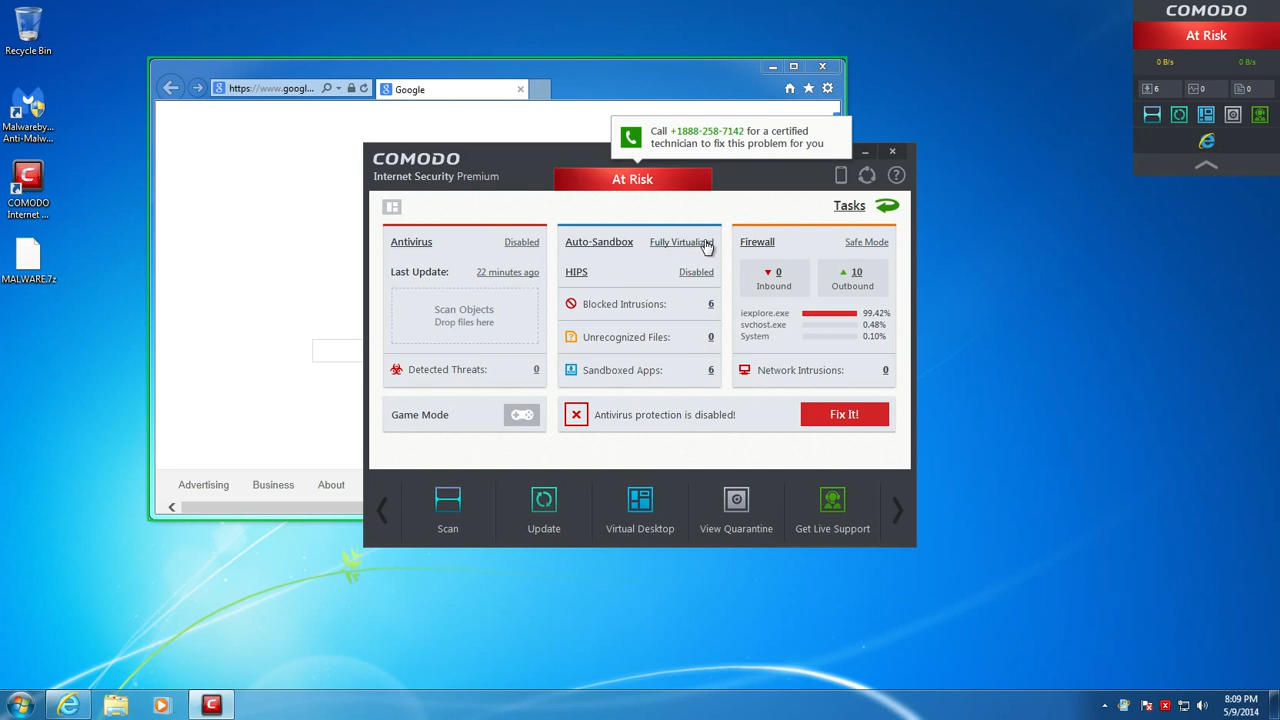 Recycle Bin
Malwareby...
Anti-Malw...
COMODO
Internet ...
MALWARE.7z
https://www.googl...
Google
Advertising
Business
About
Call +1888-258-7142 for a certified
technician to fix this problem for you
COMODO
Internet Security Premium
At Risk
Tasks
Antivirus
Disabled
Last Update:
22 minutes ago
Scan Objects
Drop files here
Detected Threats:
0
Auto-Sandbox
HIPS
Disabled
Blocked Intrusions:
6
Unrecognized Files:
0
Sandboxed Apps:
6
Firewall
Safe Mode
0
Inbound
10
Outbound
iexplore.exe
99.42%
svchost.exe
0.48%
System
0.10%
Network Intrusions:
0
Game Mode
Antivirus protection is disabled!
Fix It!
Scan
Update
Virtual Desktop
View Quarantine
Get Live Support
COMODO
At Risk
0 B/s
0 B/s
6
0
0
8:09 PM
5/9/2014